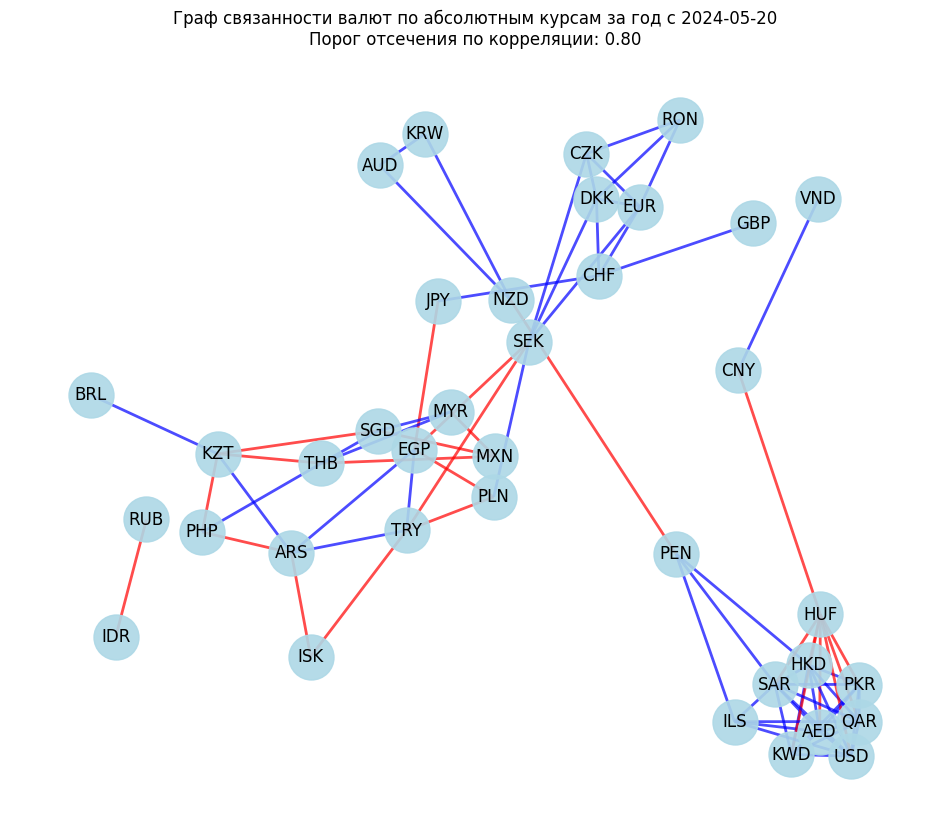 Граф связанности валют по абсолютным курсам за год с 2024-05-20
Порог отсечения по корреляции: 0.80
RON
KRW
CZK
AUD
DKK
VND
EUR
GBP
CHF
JPY
NZD
SEK
CNY
BRL
MYR
SGD
EGP
KZT
MXN
THB
PLN
RUB
TRY
PHP
ARS
PEN
HUF
IDR
ISK
HKD
SAR
PKR
ILS
QAR
AED
KWD
USD